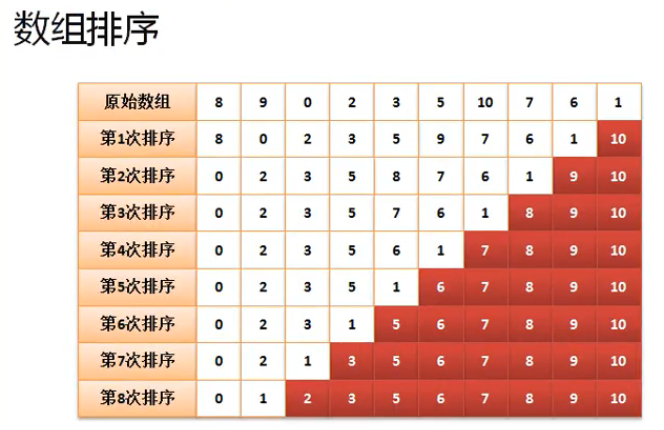 数组排序
原始数组 8 9 0 2 3 5 10 7 6 1
第1次排序 8 0 2 3 5 9 7 6 1 10
第2次排序 0 2 3 5 8 7 6 1 9 10
第3次排序 0 2 3 5 7 6 1 8 9 10
第4次排序 0 2 3 5 6 1 7 8 9 10
第5次排序 0 2 3 5 1 6 7 8 9 10
第6次排序 0 2 3 1 5 6 7 8 9 10
第7次排序 0 2 1 3 5 6 7 8 9 10
第8次排序 0 1 2 3 5 6 7 8 9 10